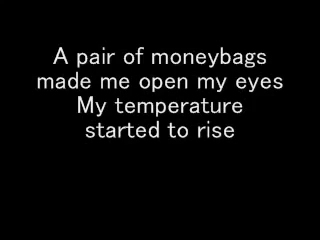 A pair of moneybags
made me open my eyes
My temperature
started to rise